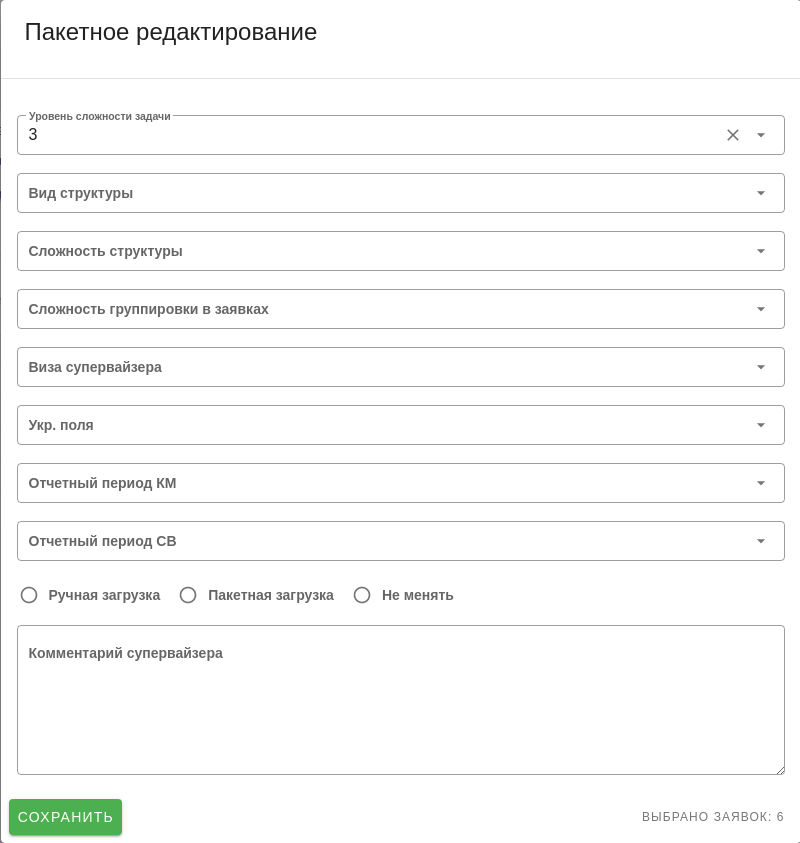 Пакетное редактирование
Уровень сложности задачи
3
Вид структуры
Сложность структуры
Сложность группировки в заявках
Виза супервайзера
Укр. поля
Отчетный период КМ
Отчетный период СВ
Ручная загрузка Пакетная загрузка Не менять
Комментарий супервайзера
СОХРАНИТЬ ВЫБРАНО ЗАЯВОК: 6